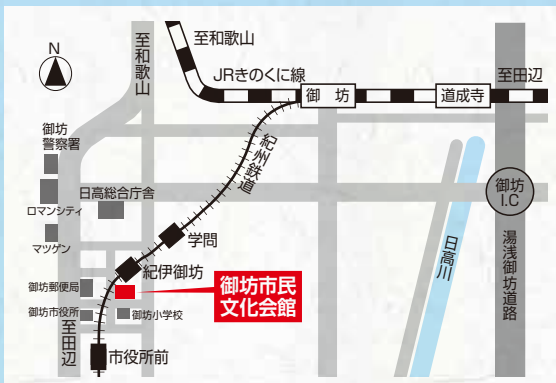 N
至和歌山
至和歌山
JRきのくに線
御坊
道成寺
至田辺
御坊
警察署
紀州鉄道
日高総合庁舎
ロマンシティ
御坊
I.C
マツゲン
学問
日高川
湯浅御坊道路
紀伊御坊
御坊郵便局
御坊市民
文化会館
御坊市役所
御坊小学校
至田辺
市役所前